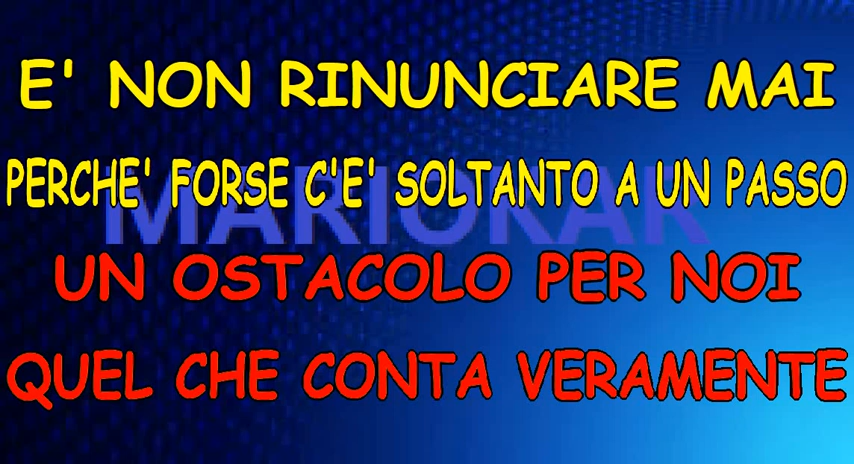 E' NON RINUNCIARE MAI
PERCHE' FORSE C'E' SOLTANTO A UN PASSO
MARIOKAR
UN OSTACOLO PER NOI
QUEL CHE CONTA VERAMENTE